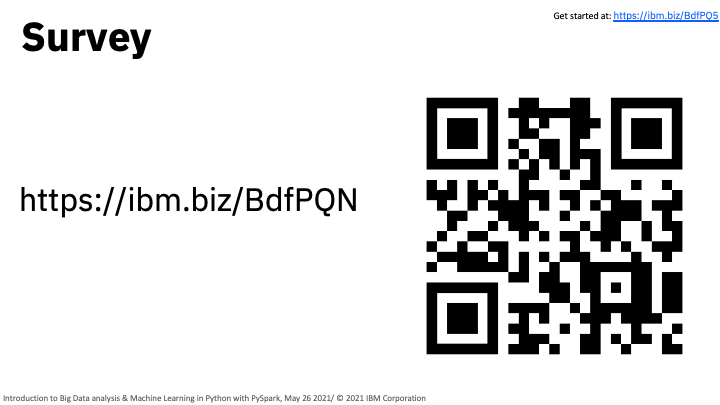 Get started at: https://ibm.biz/BdfPQ5
Survey
https://ibm.biz/BdfPQN
Introduction to Big Data analysis & Machine Learning in Python with PySpark, May 26 2021/ © 2021 IBM Corporation